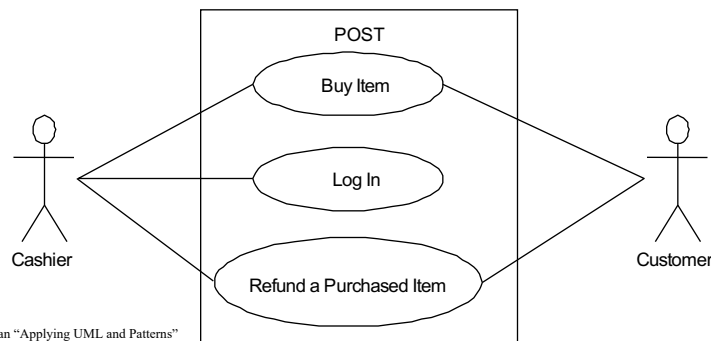 POST
Buy Item
Log In
Cashier
Customer
Refund a Purchased Item
an “Applying UML and Patterns”